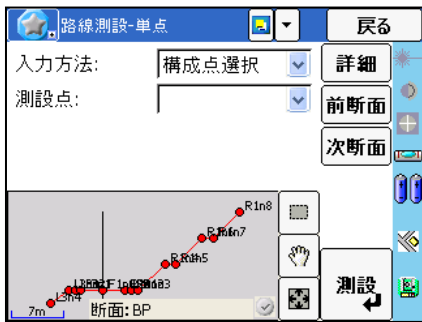 路線測設-単点
戻る
入力方法:
構成点選択
詳細
測設点:
前断面
次断面
R1n8
L3n4
7m
断面:BP
測設